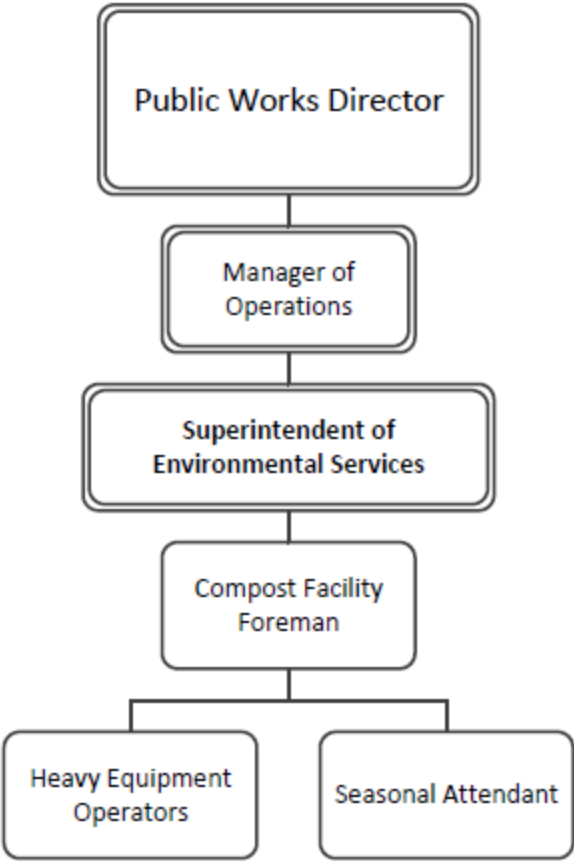 Public Works Director
Manager of
Operations
Superintendent of
Environmental Services
Compost Facility
Foreman
Heavy Equipment
Operators
Seasonal Attendant